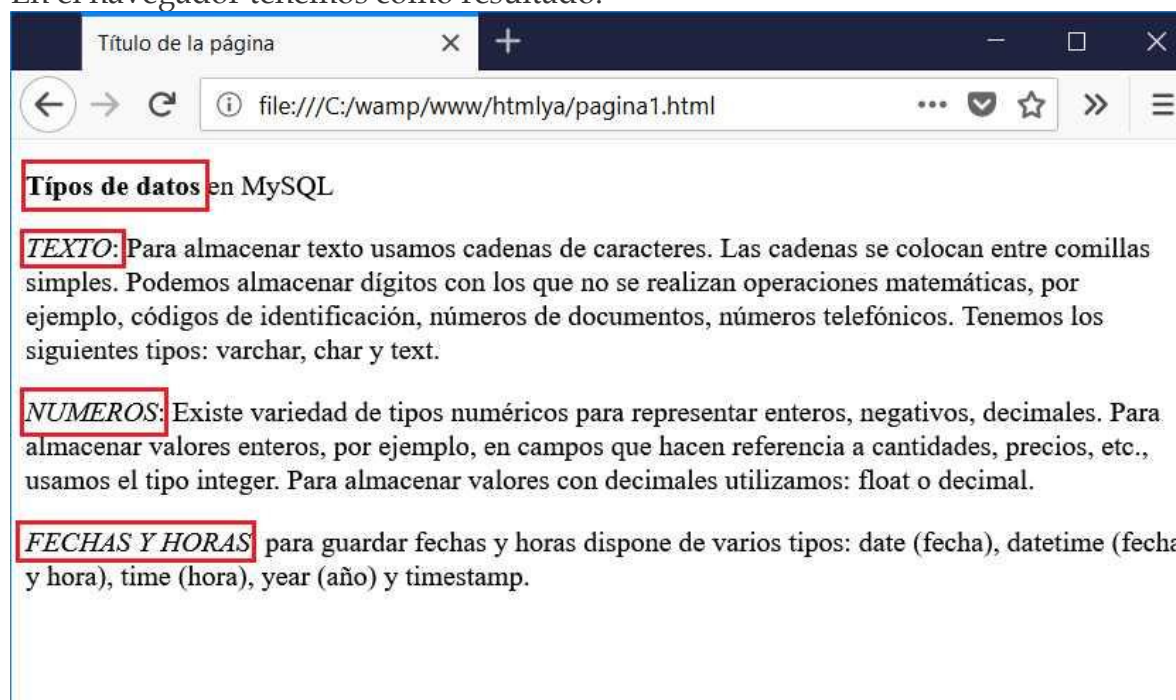 En el navegador tenemos como resultado:
Título de la página
file:///C:/wamp/www/htmlya/pagina1.html
Típos de datos en MySQL
TEXTO: Para almacenar texto usamos cadenas de caracteres. Las cadenas se colocan entre comillas
simples. Podemos almacenar dígitos con los que no se realizan operaciones matemáticas, por
ejemplo, códigos de identificación, números de documentos, números telefónicos. Tenemos los
siguientes tipos: varchar, char y text.
NUMEROS: Existe variedad de tipos numéricos para representar enteros, negativos, decimales. Para
almacenar valores enteros, por ejemplo, en campos que hacen referencia a cantidades, precios, etc.,
usamos el tipo integer. Para almacenar valores con decimales utilizamos: float o decimal.
FECHAS Y HORAS: para guardar fechas y horas dispone de varios tipos: date (fecha), datetime (fecha
y hora), time (hora), year (año) y timestamp.